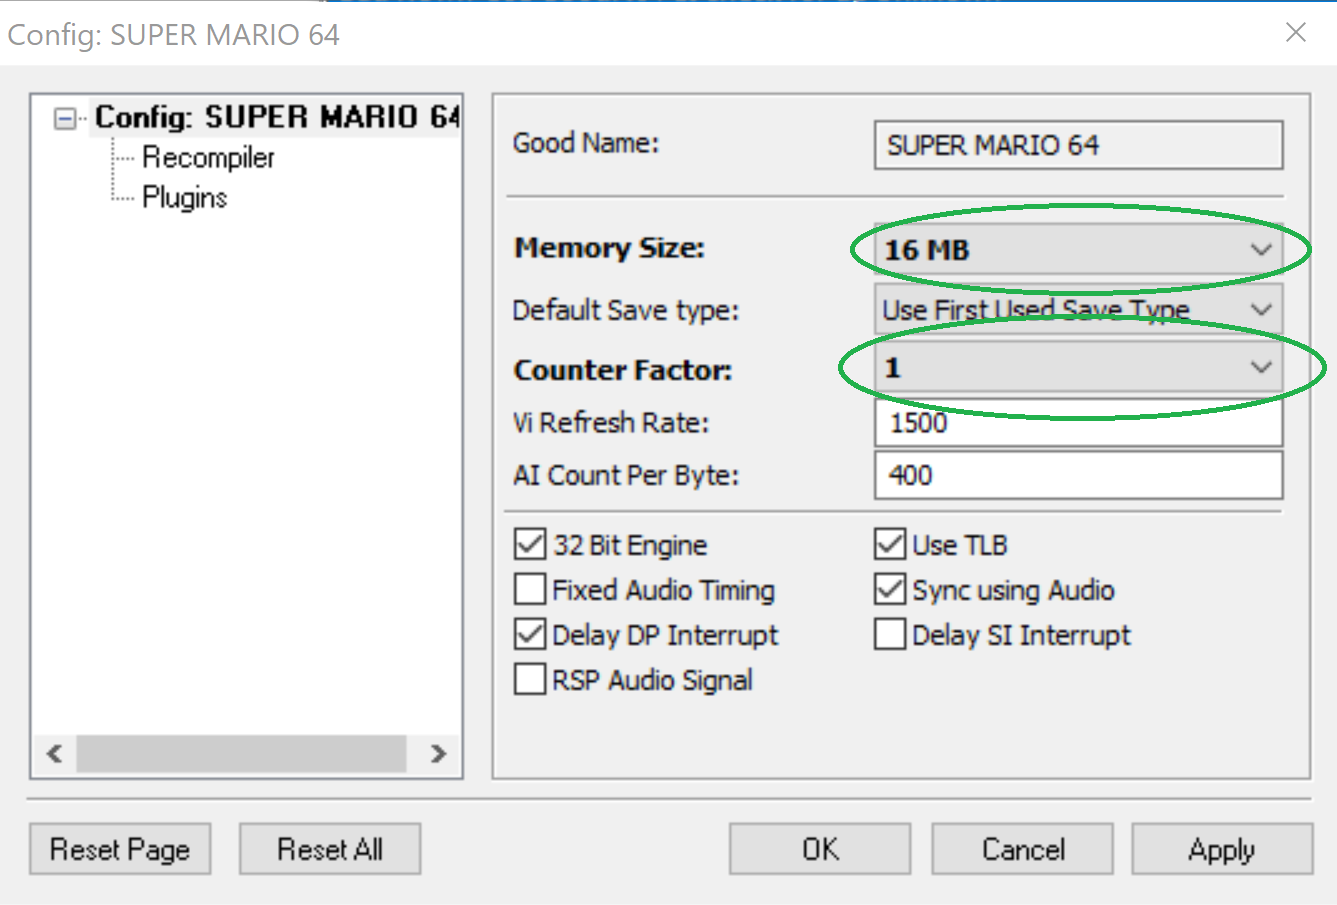 Config: SUPER MARIO 64
Config: SUPER MARIO 64
Recompiler
Plugins
Good Name:
SUPER MARIO 64
Memory Size:
16 MB
Default Save type:
Use First Used Save Type
Counter Factor:
1
Vi Refresh Rate:
1500
AI Count Per Byte:
400
32 Bit Engine
Use TLB
Fixed Audio Timing
Sync using Audio
Delay DP Interrupt
Delay SI Interrupt
RSP Audio Signal
Reset Page
Reset All
OK
Cancel
Apply